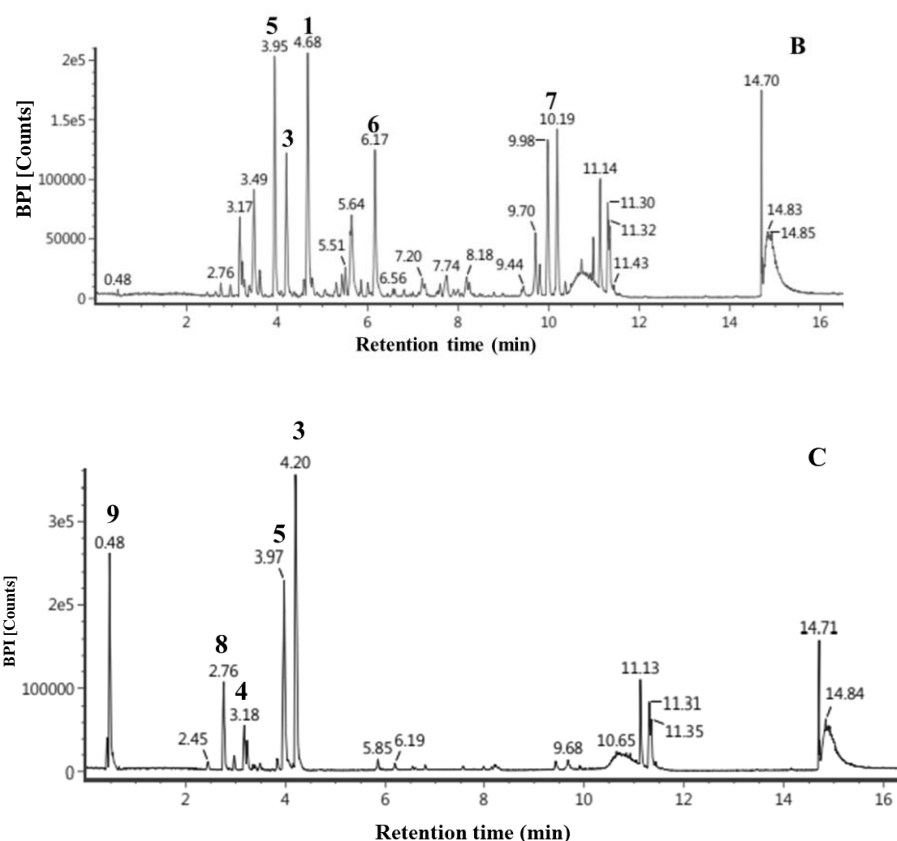 5 1
3.95 4.68 B
2e5
14.70
7
1.5e5
3 6 10.19
6.17 9.98
BPI [Counts]
100000
3.49 11.14
3.17 11.30
9.70
5.64 11.32
50000
14.83
5.51 14.85
7.20 8.18
2.76 7.74 9.44 11.43
0.48 6.56
0
2 4 6 8 10 12 14 16
Retention time (min)
3
4.20 C
9
3e5 5
0.48
3.97
BPI [Counts]
2e5
8 14.71
2.76 11.13
100000 4
3.18 11.31
14.84
11.35
2.45 5.85 6.19 9.68 10.65
0
2 4 6 8 10 12 14 16
Retention time (min)